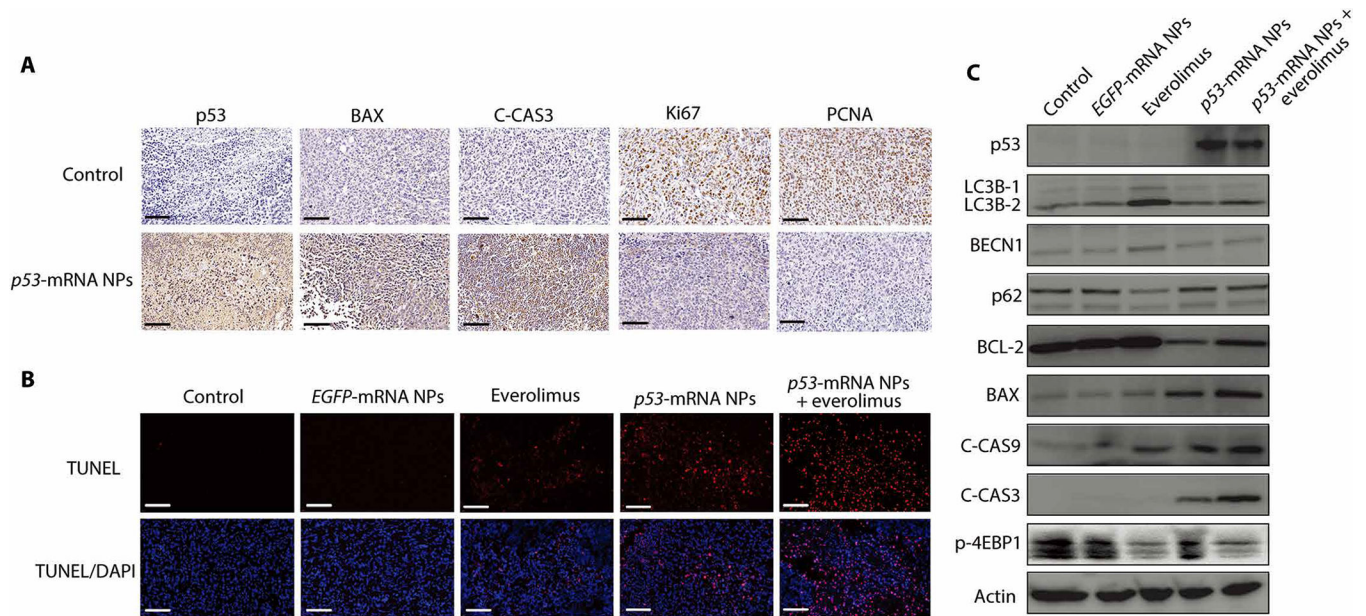 A
p53
BAX
C-CAS3
Ki67
PCNA
Control
p53-mRNA NPs
B
Control
EGFP-mRNA NPs
Everolimus
p53-mRNA NPs
p53-mRNA NPs
+ everolimus
TUNEL
TUNEL/DAPI
C
Control
EGFP-mRNA NPs
Everolimus
p53-mRNA NPs
p53-mRNA NPs +
everolimus
p53
LC3B-1
LC3B-2
BECN1
p62
BCL-2
BAX
C-CAS9
C-CAS3
p-4EBP1
Actin